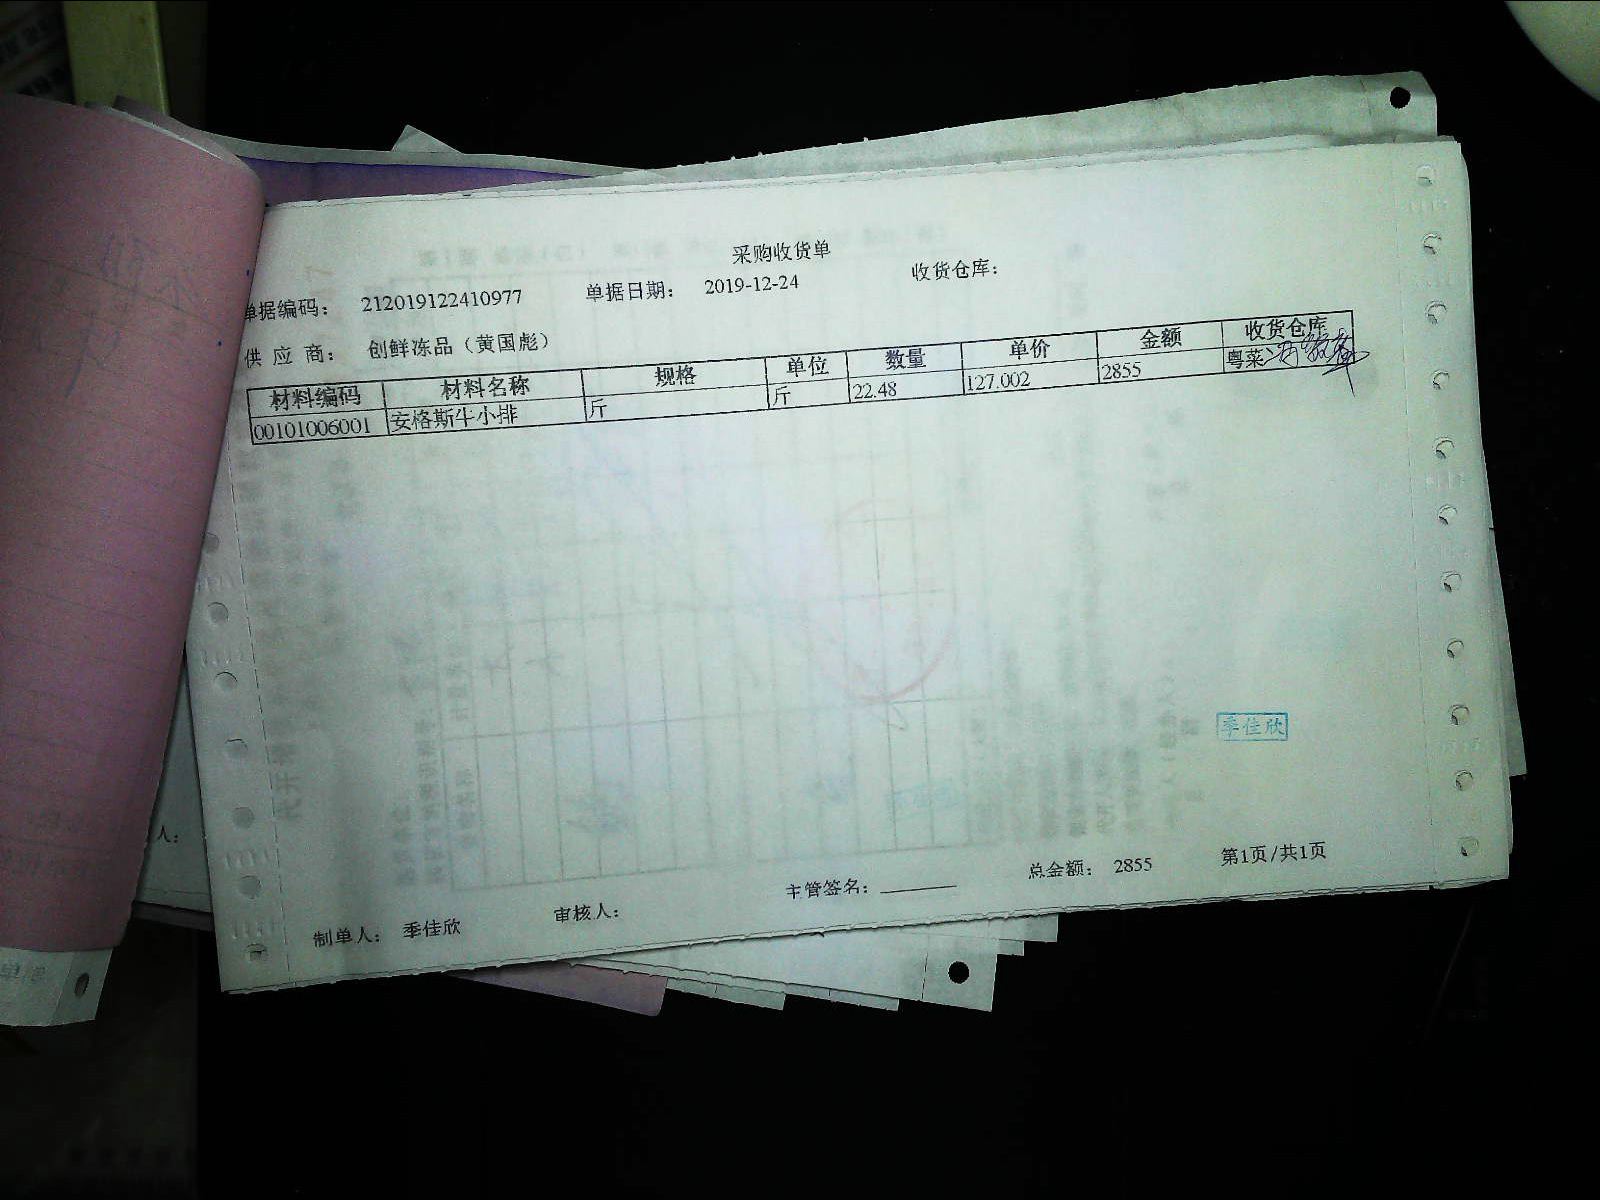 采购收货单
单据编码： 212019122410977 单据日期： 2019-12-24 收货仓库：
供 应 商： 创鲜冻品（黄国彪）
材料编码 材料名称 规格 单位 数量 单价 金额 收货仓库
00101006001 安格斯牛小排 斤 斤 22.48 127.002 2855 粤菜
季佳欣
制单人： 季佳欣 审核人： 主管签名： 总金额： 2855 第1页/共1页
人：